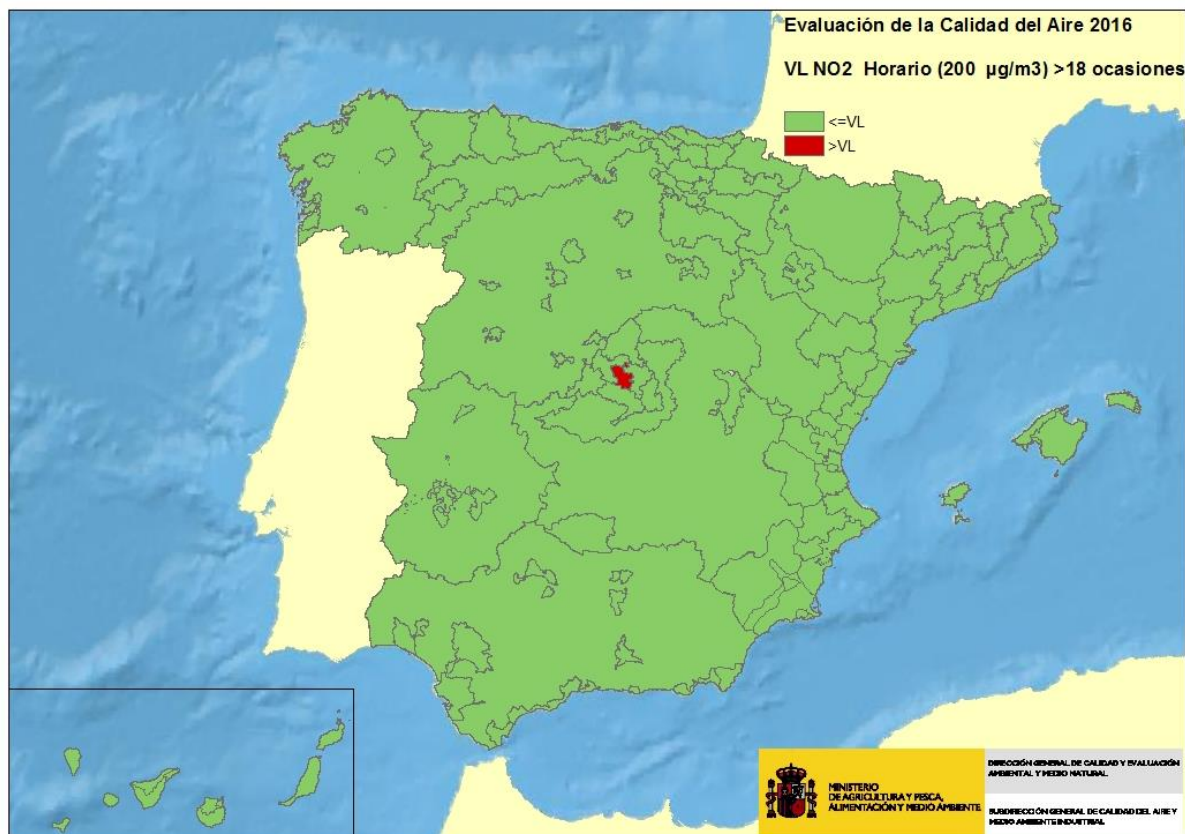 Evaluación de la Calidad del Aire 2016
VL NO2 Horario (200 µg/m3) >18 ocasiones
<=VL
>VL
MINISTERIO
DE AGRICULTURA Y PESCA,
ALIMENTACIÓN Y MEDIO AMBIENTE
DIRECCIÓN GENERAL DE CALIDAD Y EVALUACIÓN
AMBIENTAL Y MEDIO NATURAL
SUBDIRECCIÓN GENERAL DE CALIDAD DEL AIRE Y
MEDIO AMBIENTE INDUSTRIAL